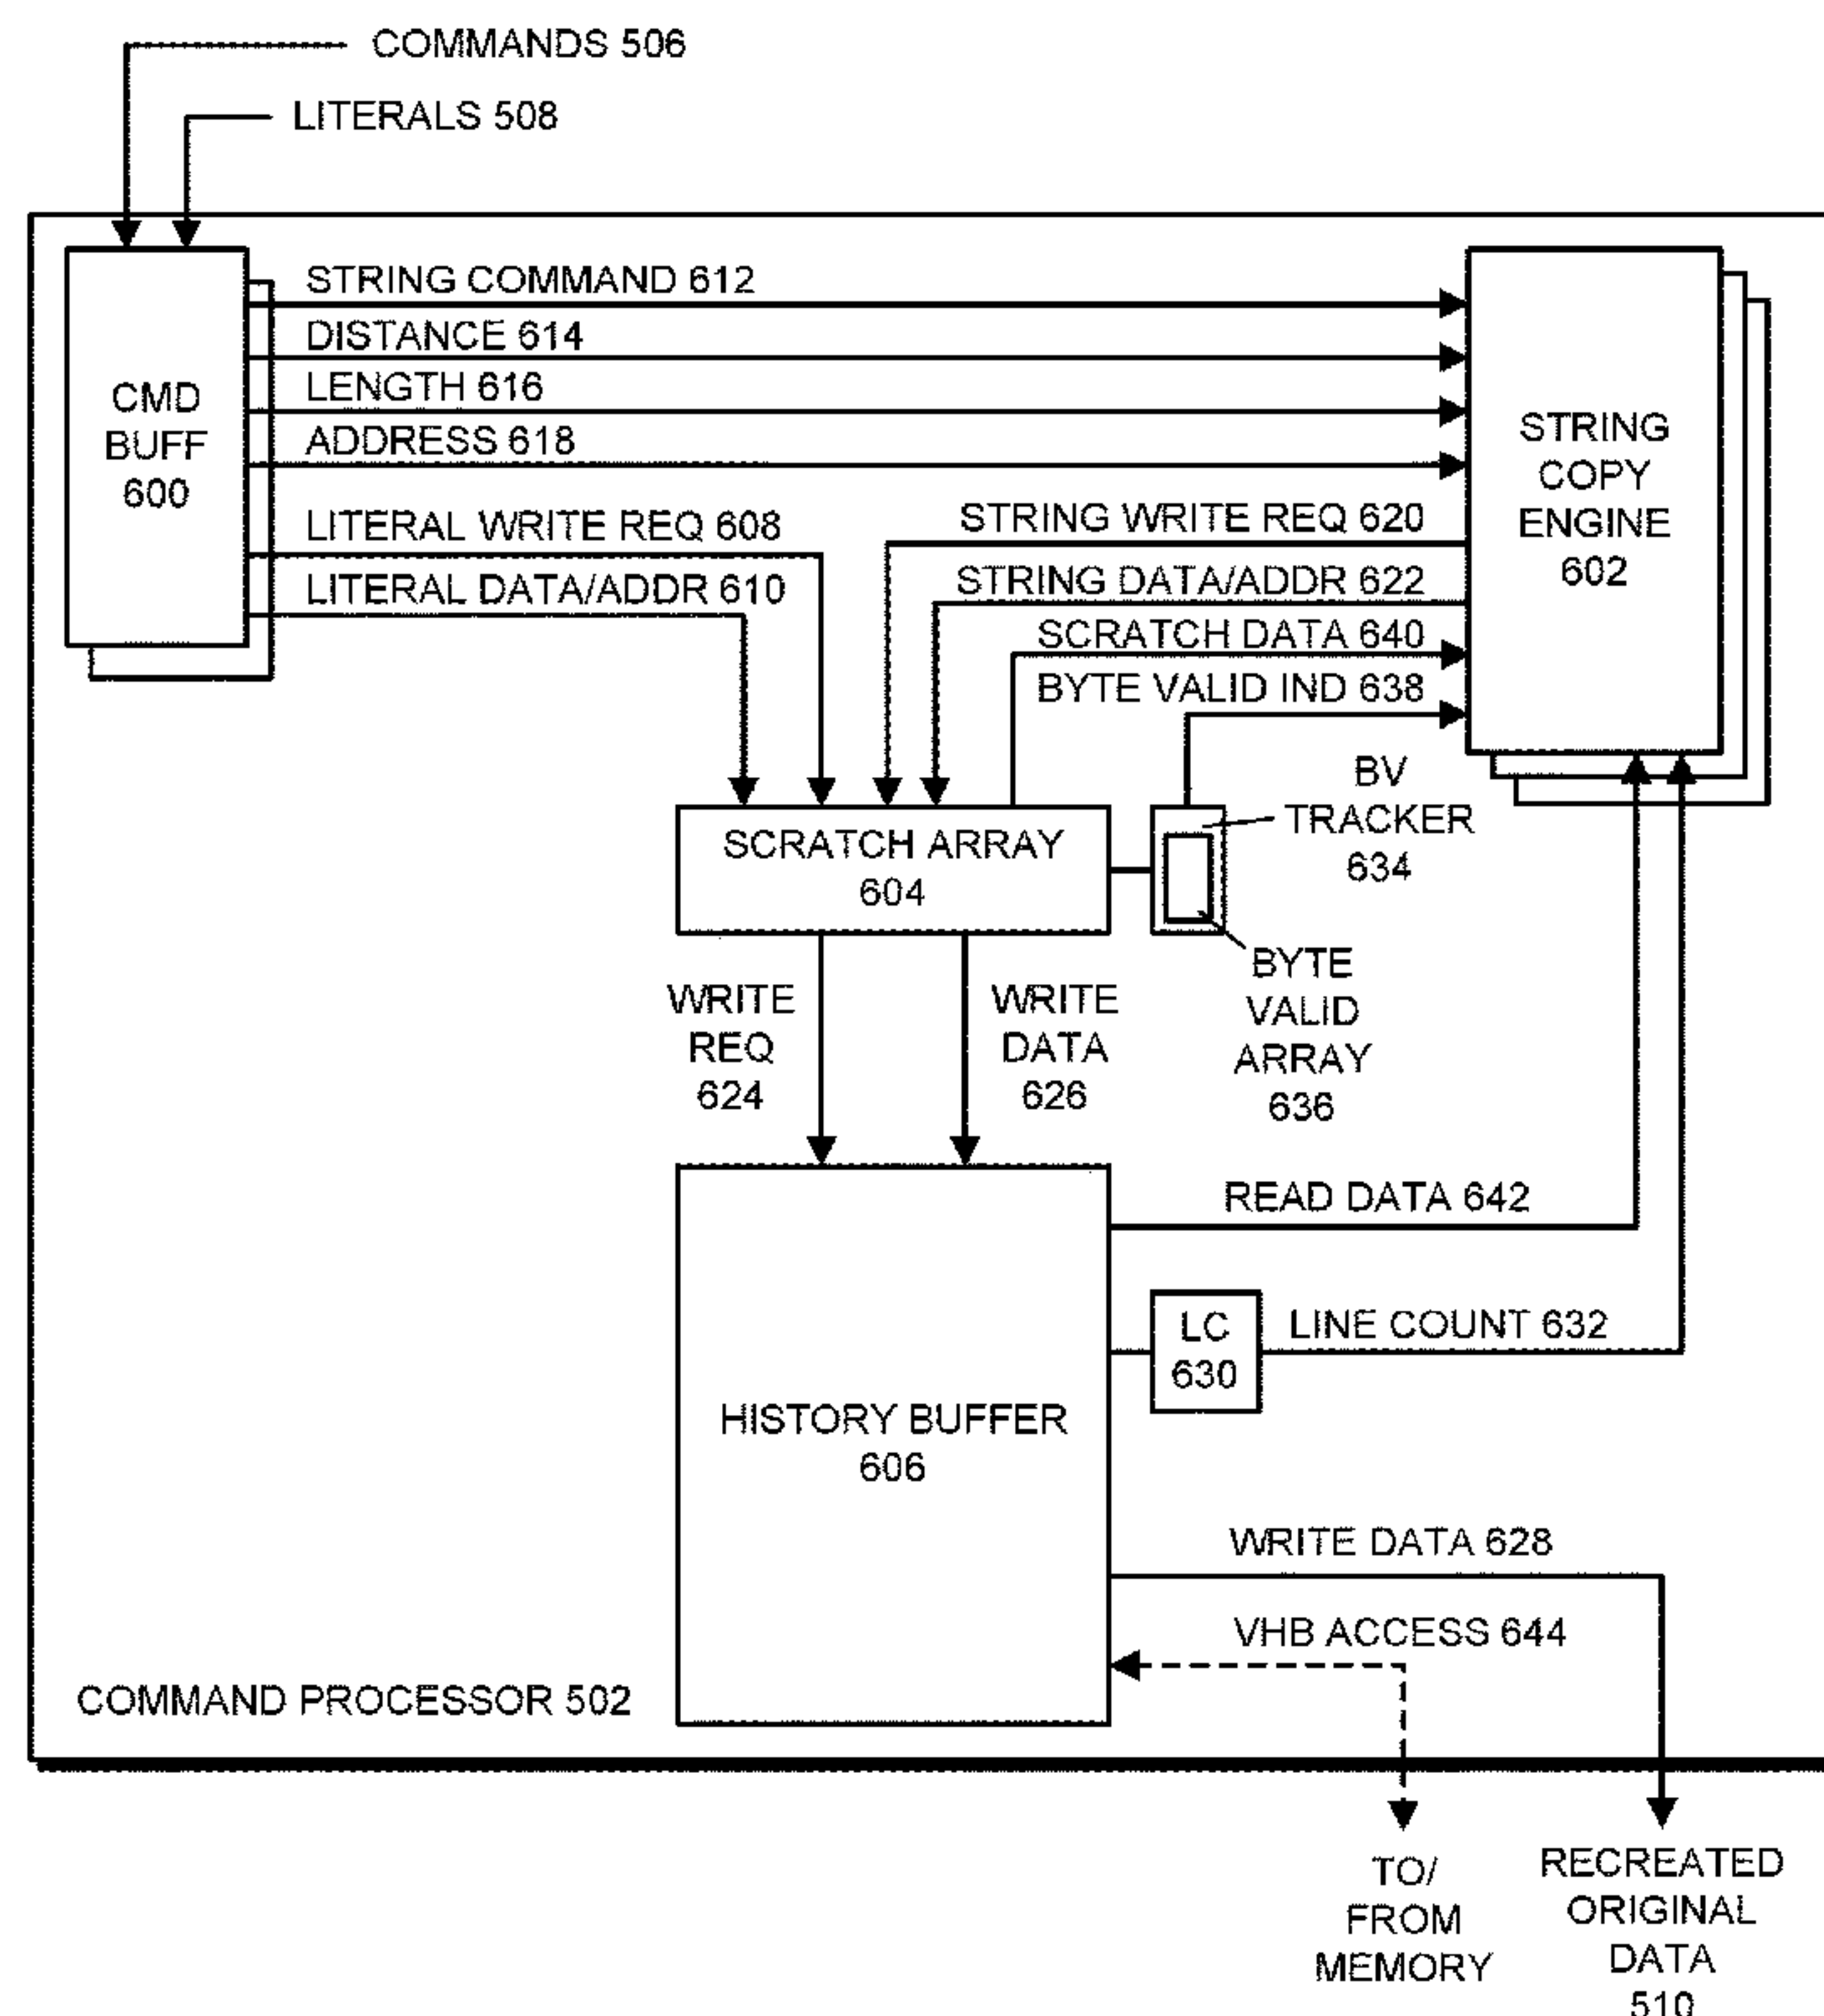 COMMANDS 506
LITERALS 508
STRING COMMAND 612
DISTANCE 614
LENGTH 616
ADDRESS 618
CMD
BUFF
600
LITERAL WRITE REQ 608
LITERAL DATA/ADDR 610
STRING
COPY
ENGINE
602
STRING WRITE REQ 620
STRING DATA/ADDR 622
SCRATCH DATA 640
BYTE VALID IND 638
BV
TRACKER
634
SCRATCH ARRAY
604
BYTE
VALID
ARRAY
636
WRITE
REQ
624
WRITE
DATA
626
READ DATA 642
LC
630
LINE COUNT 632
HISTORY BUFFER
606
WRITE DATA 628
VHB ACCESS 644
COMMAND PROCESSOR 502
TO/
FROM
MEMORY
RECREATED
ORIGINAL
DATA
510